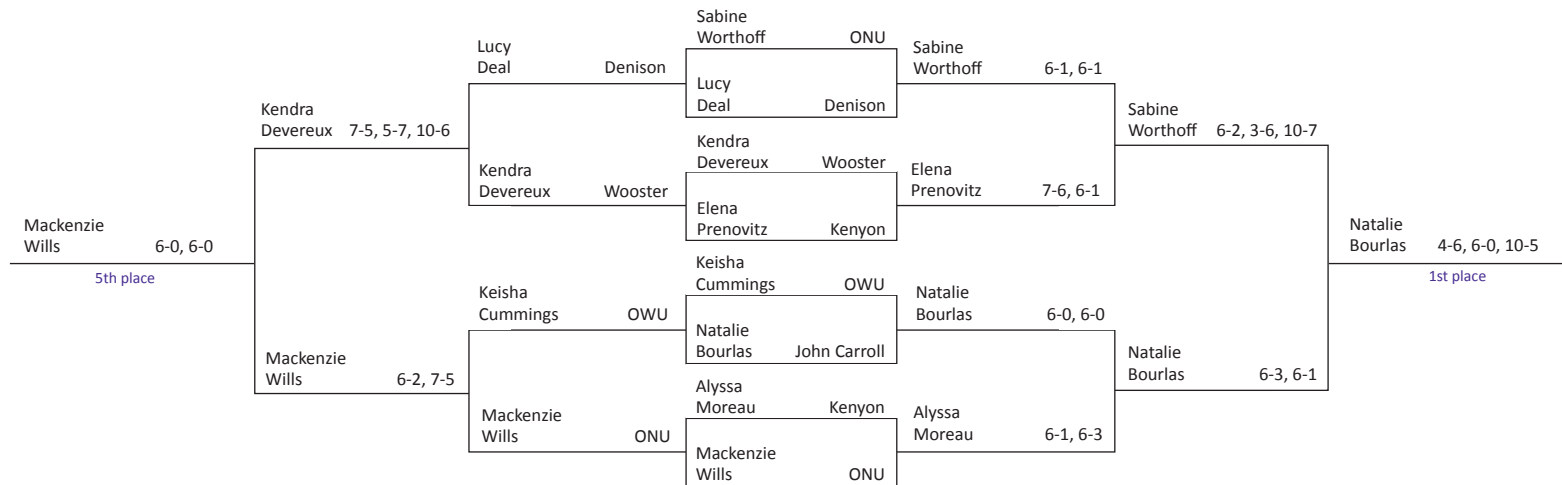 Sabine
Worthoff ONU
Lucy
Deal Denison
Sabine
Worthoff 6-1, 6-1
Lucy
Deal Denison
Kendra
Devereux 7-5, 5-7, 10-6
Sabine
Worthoff 6-2, 3-6, 10-7
Kendra
Devereux Wooster
Kendra
Devereux Wooster
Elena
Prenovitz 7-6, 6-1
Elena
Prenovitz Kenyon
Mackenzie
Wills 6-0, 6-0
5th place
Natalie
Bourlas 4-6, 6-0, 10-5
1st place
Keisha
Cummings OWU
Keisha
Cummings OWU
Natalie
Bourlas 6-0, 6-0
Natalie
Bourlas John Carroll
Mackenzie
Wills 6-2, 7-5
Natalie
Bourlas 6-3, 6-1
Alyssa
Moreau Kenyon
Mackenzie
Wills ONU
Alyssa
Moreau 6-1, 6-3
Mackenzie
Wills ONU